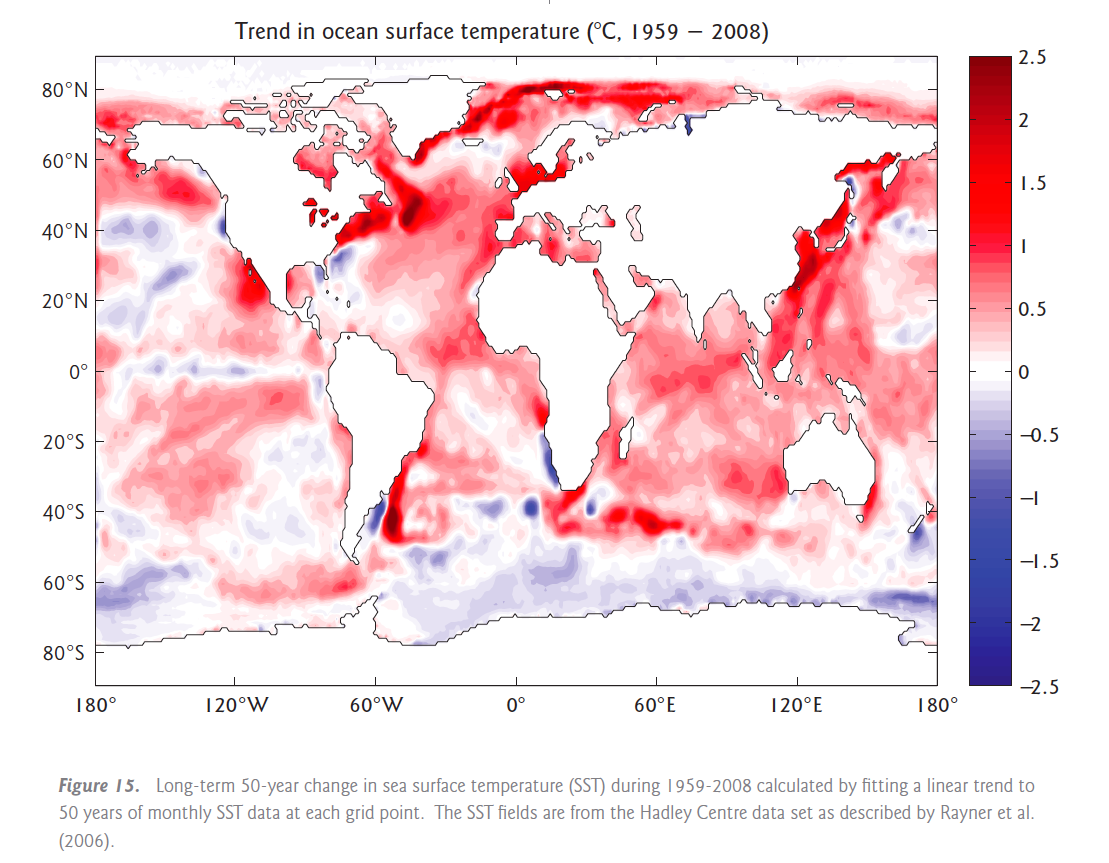 Trend in ocean surface temperature (°C, 1959 – 2008)
80°N
60°N
40°N
20°N
0°
20°S
40°S
60°S
80°S
180°
120°W
60°W
0°
60°E
120°E
180°
2.5
2
1.5
1
0.5
0
−0.5
−1
−1.5
−2
−2.5
Figure 15. Long-term 50-year change in sea surface temperature (SST) during 1959-2008 calculated by fitting a linear trend to
50 years of monthly SST data at each grid point. The SST fields are from the Hadley Centre data set as described by Rayner et al.
(2006).